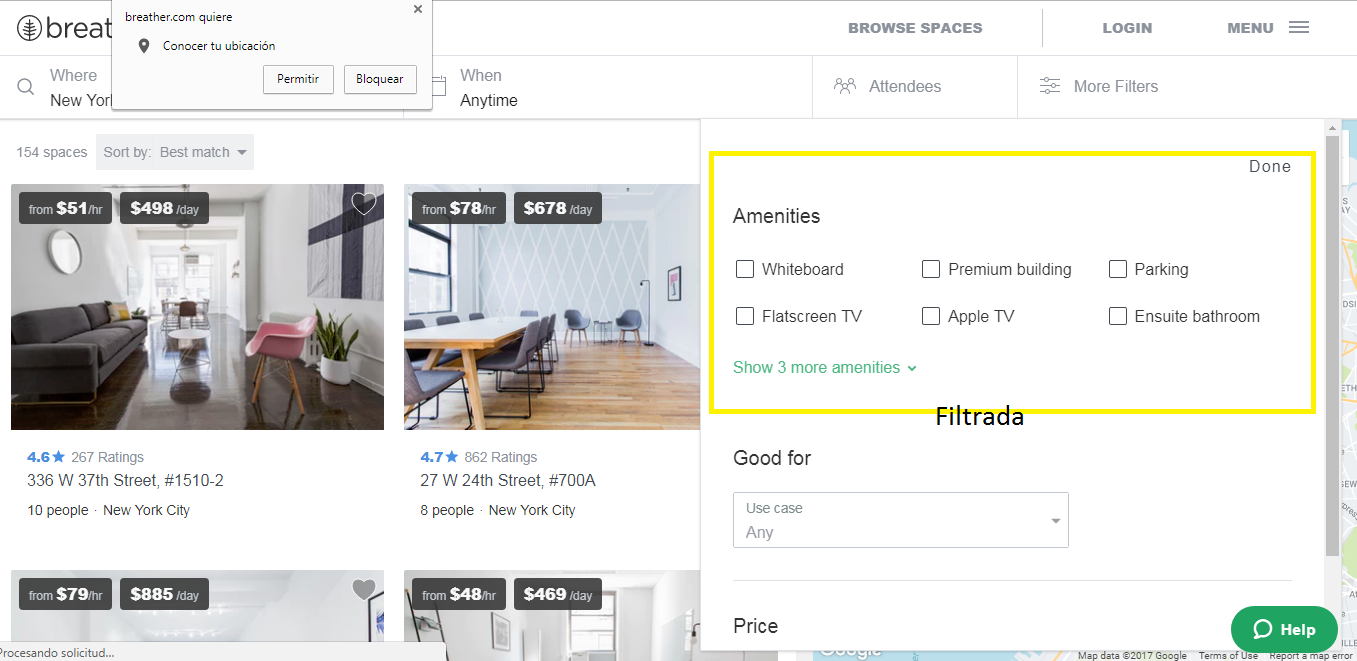 breather.com quiere
Conocer tu ubicación
Permitir
Bloquear
BROWSE SPACES
LOGIN
MENU
Where
When
Anytime
Attendees
More Filters
154 spaces
Sort by: Best match
from $51/hr
$498 /day
from $78/hr
$678 /day
4.6 ★ 267 Ratings
336 W 37th Street, #1510-2
10 people · New York City
4.7 ★ 862 Ratings
27 W 24th Street, #700A
8 people · New York City
from $79/hr
$885 /day
from $48/hr
$469 /day
Done
Amenities
Whiteboard
Premium building
Parking
Flatscreen TV
Apple TV
Ensuite bathroom
Show 3 more amenities
Filtrada
Good for
Use case
Any
Price
Help
Procesando solicitud...
Google
Map data ©2017 Google
Terms of Use
Report a map error